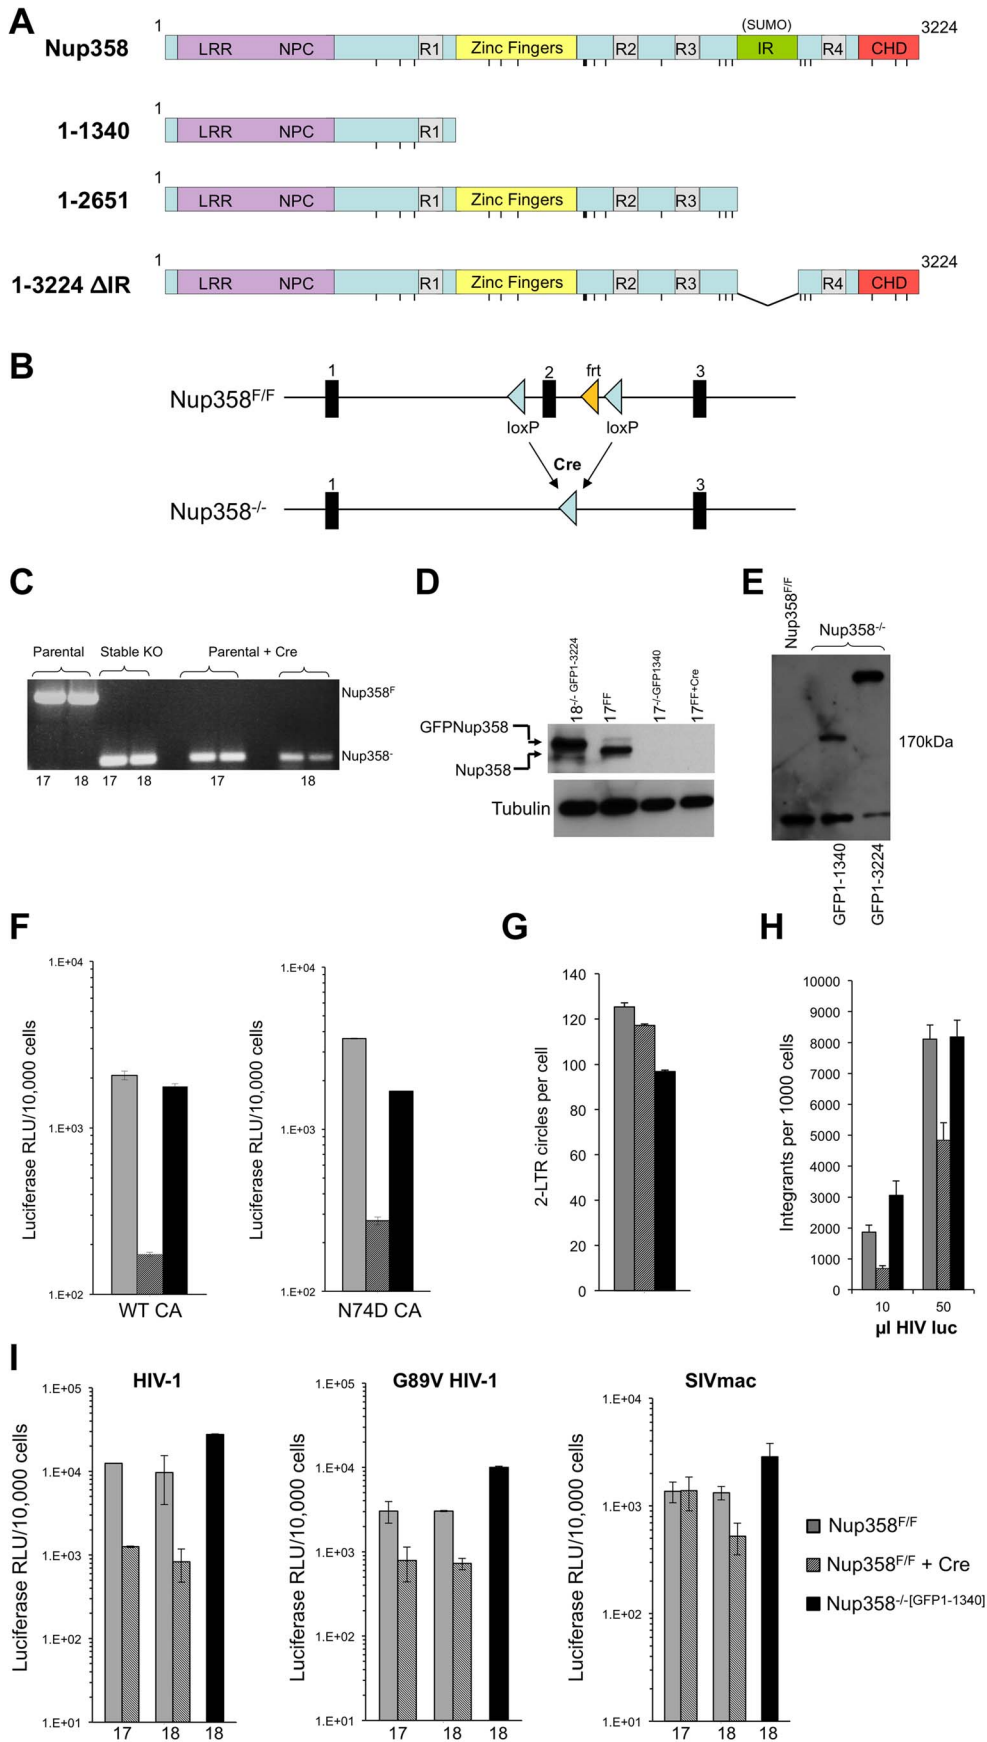 A
1
(SUMO)
3224
Nup358
LRR NPC R1 Zinc Fingers R2 R3 IR R4 CHD
1
1-1340
LRR NPC R1
1
1-2651
LRR NPC R1 Zinc Fingers R2 R3
1
3224
1-3224 ΔIR
LRR NPC R1 Zinc Fingers R2 R3 R4 CHD
B
1 2 frt 3
Nup358F/F
loxP loxP
Cre
1 3
Nup358-/-
C
Parental Stable KO Parental + Cre
Nup358F
Nup358-
17 18 17 18 17 18
D
18-/- GFP1-3224
17FF
17-/-GFP1340
17FF+Cre
GFPNup358
Nup358
Tubulin
E
Nup358F/F
Nup358-/-
170kDa
GFP1-1340
GFP1-3224
F
Luciferase RLU/10,000 cells
1.E+04
1.E+03
1.E+02
WT CA
Luciferase RLU/10,000 cells
1.E+04
1.E+03
1.E+02
N74D CA
G
2-LTR circles per cell
140
120
100
80
60
40
20
0
H
Integrants per 1000 cells
10000
9000
8000
7000
6000
5000
4000
3000
2000
1000
0
10 50
µl HIV luc
I
HIV-1
Luciferase RLU/10,000 cells
1.E+05
1.E+04
1.E+03
1.E+02
1.E+01
17 18 18
G89V HIV-1
Luciferase RLU/10,000 cells
1.E+05
1.E+04
1.E+03
1.E+02
1.E+01
17 18 18
SIVmac
Luciferase RLU/10,000 cells
1.E+04
1.E+03
1.E+02
1.E+01
17 18 18
Nup358F/F
Nup358F/F + Cre
Nup358-/-[GFP1-1340]